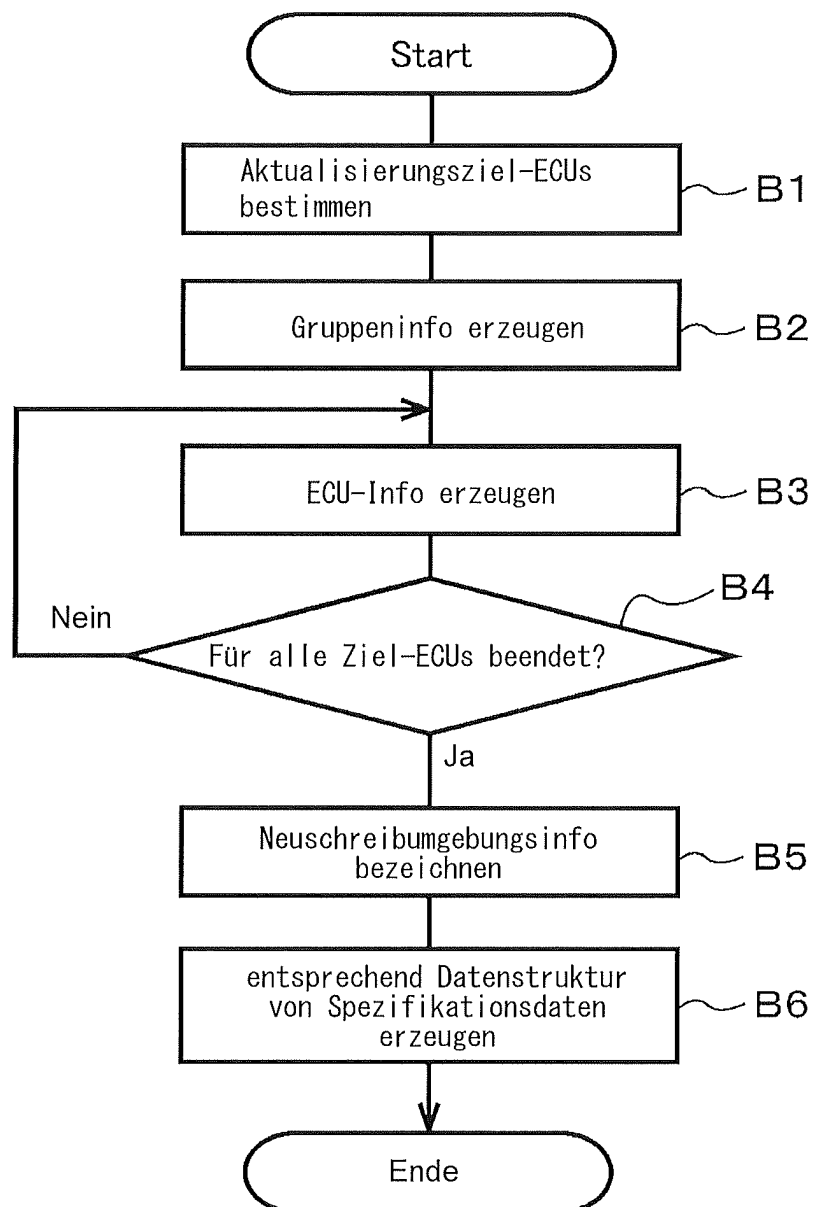 Start
Aktualisierungsziel-ECUs
bestimmen
B1
Gruppeninfo erzeugen
B2
ECU-Info erzeugen
B3
B4
Nein
Für alle Ziel-ECUs beendet?
Ja
Neuschreibumgebungsinfo
bezeichnen
B5
entsprechend Datenstruktur
von Spezifikationsdaten
erzeugen
B6
Ende